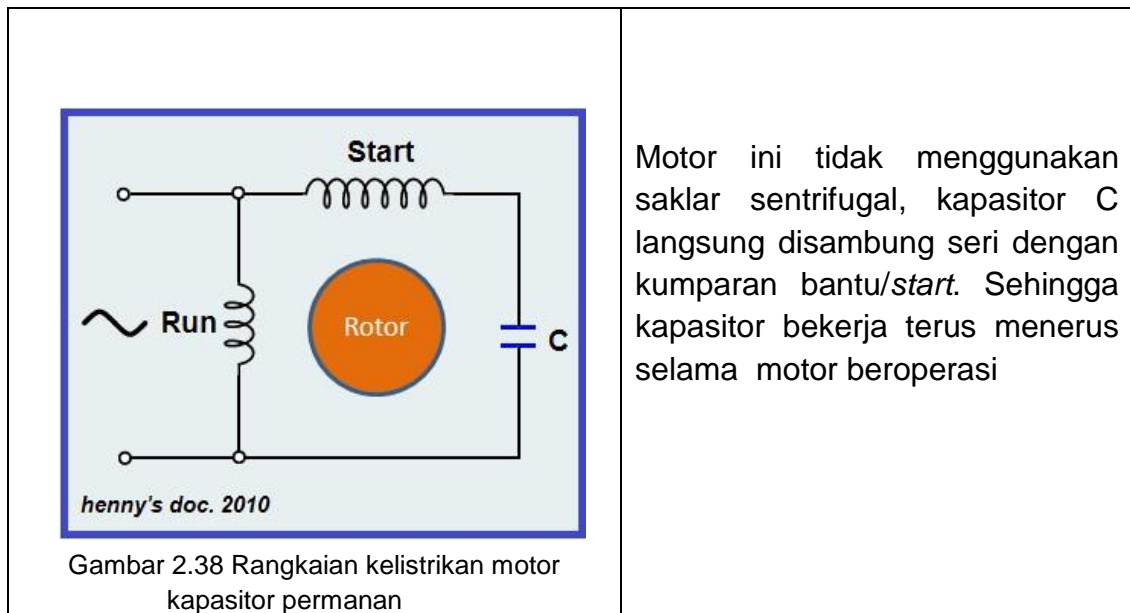 Start
Run
Rotor
C
henny's doc. 2010
Gambar 2.38 Rangkaian kelistrikan motor
kapasitor permanan
Motor ini tidak menggunakan
saklar sentrifugal, kapasitor C
langsung disambung seri dengan
kumparan bantu/start. Sehingga
kapasitor bekerja terus menerus
selama motor beroperasi